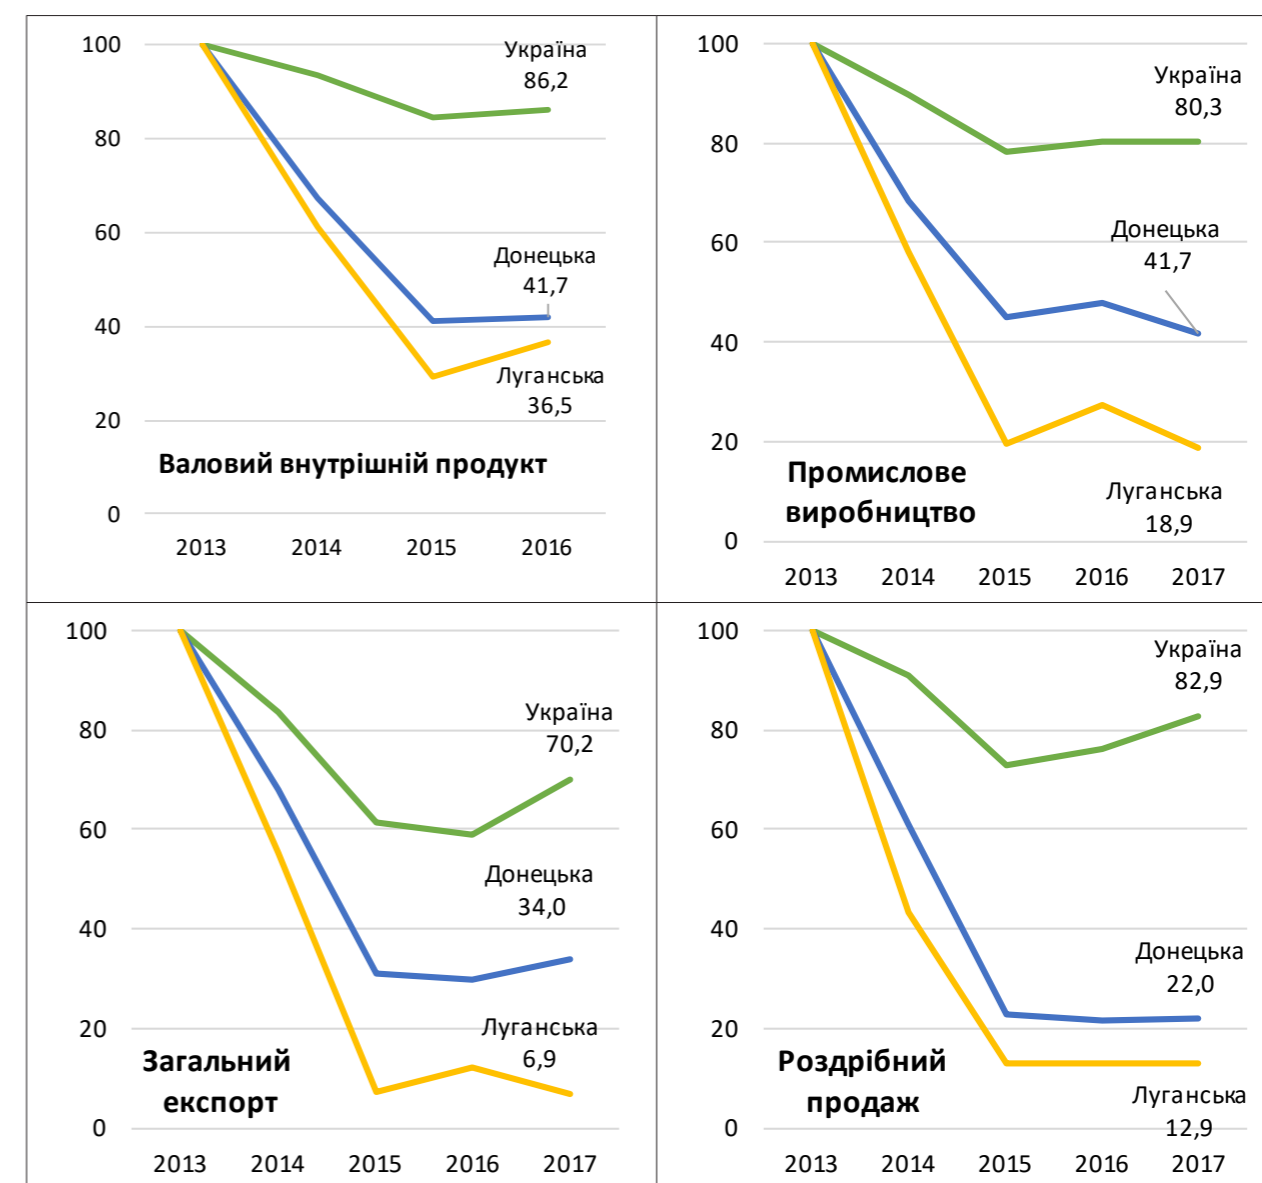 100
80
60
40
20
0
Україна
86,2
Донецька
41,7
Луганська
36,5
Валовий внутрішній продукт
2013 2014 2015 2016
100
80
60
40
20
0
Україна
80,3
Донецька
41,7
Луганська
18,9
Промислове
виробництво
2013 2014 2015 2016 2017
100
80
60
40
20
0
Україна
70,2
Донецька
34,0
Луганська
6,9
Загальний
експорт
2013 2014 2015 2016 2017
100
80
60
40
20
0
Україна
82,9
Донецька
22,0
Луганська
12,9
Роздрібний
продаж
2013 2014 2015 2016 2017